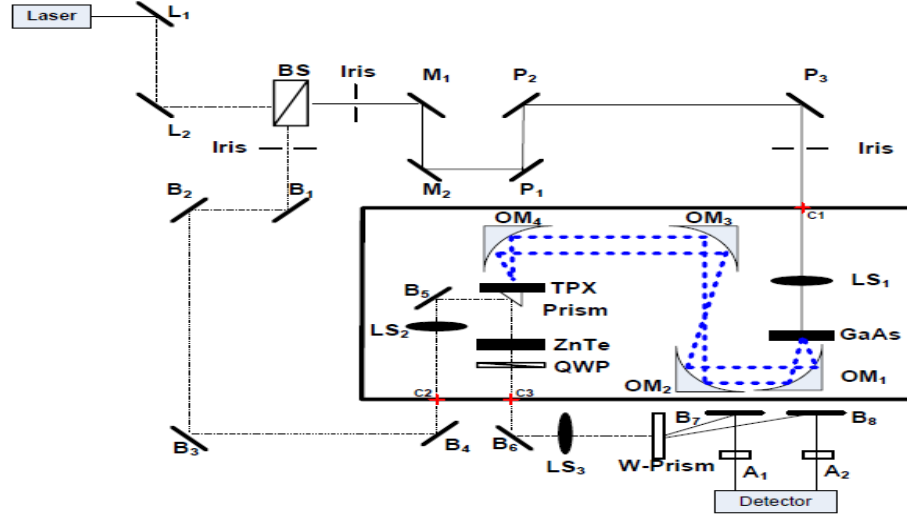 Laser
L1
BS
Iris
M1
P2
P3
L2
Iris
Iris
B2
B1
M2
P1
C1
OM4
OM3
B5
TPX
Prism
LS1
LS2
ZnTe
GaAs
QWP
OM2
OM1
C2
C3
B3
B4
B6
B7
B8
LS3
W-Prism
A1
A2
Detector